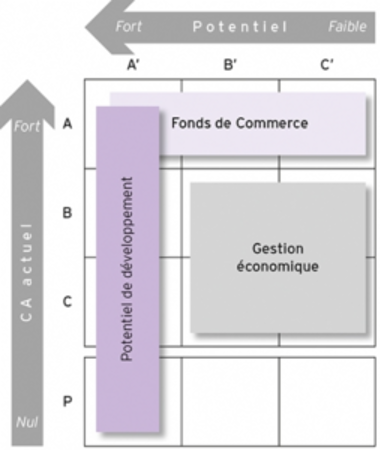 Fort Potentiel Faible
A' B' C'
Fort
A
Fonds de Commerce
B
Potentiel de développement
Gestion
économique
CA actuel
C
P
Nul